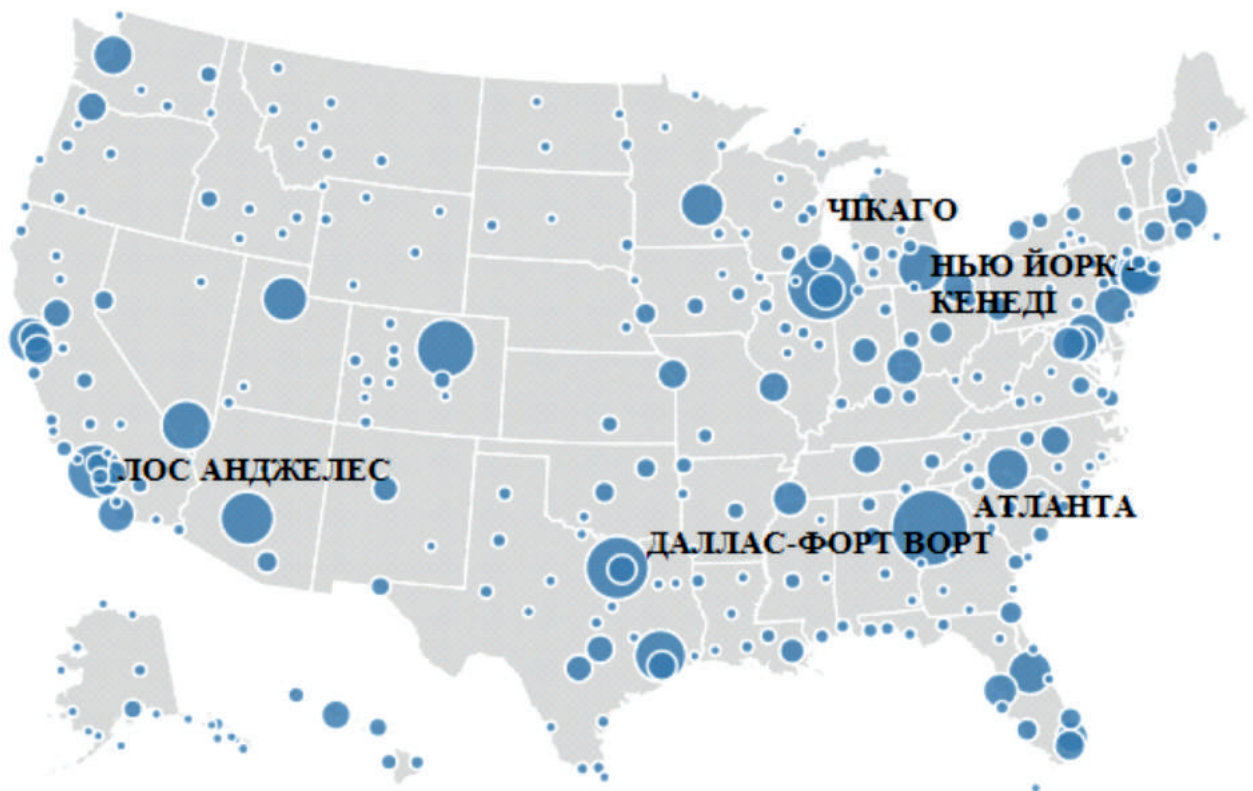 ЧІКАГО
НЬЮ ЙОРК -
КЕНЕДІ
ЛОС АНДЖЕЛЕС
АТЛАНТА
ДАЛЛАС-ФОРТ ВОРТ